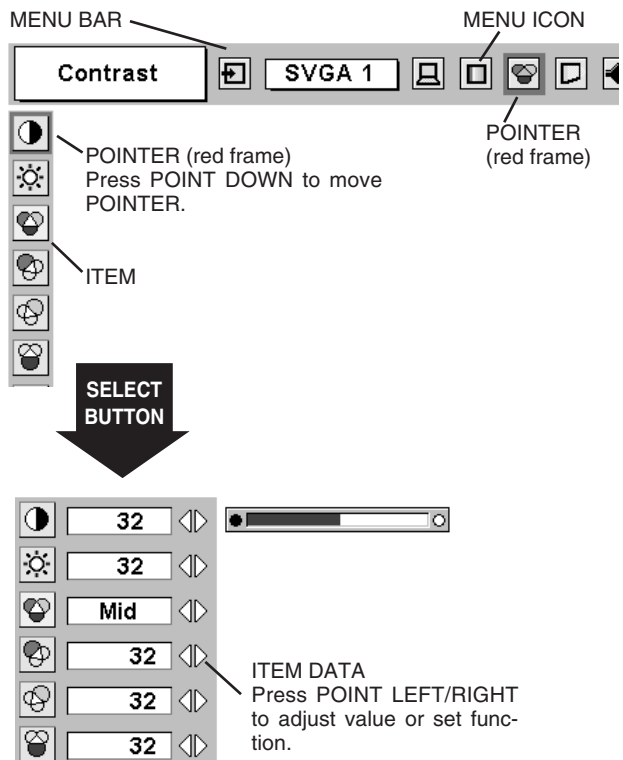 MENU BAR
MENU ICON
Contrast
SVGA 1
POINTER
(red frame)
POINTER (red frame)
Press POINT DOWN to move
POINTER.
ITEM
SELECT
BUTTON
32
32
Mid
32
32
32
ITEM DATA
Press POINT LEFT/RIGHT
to adjust value or set func-
tion.